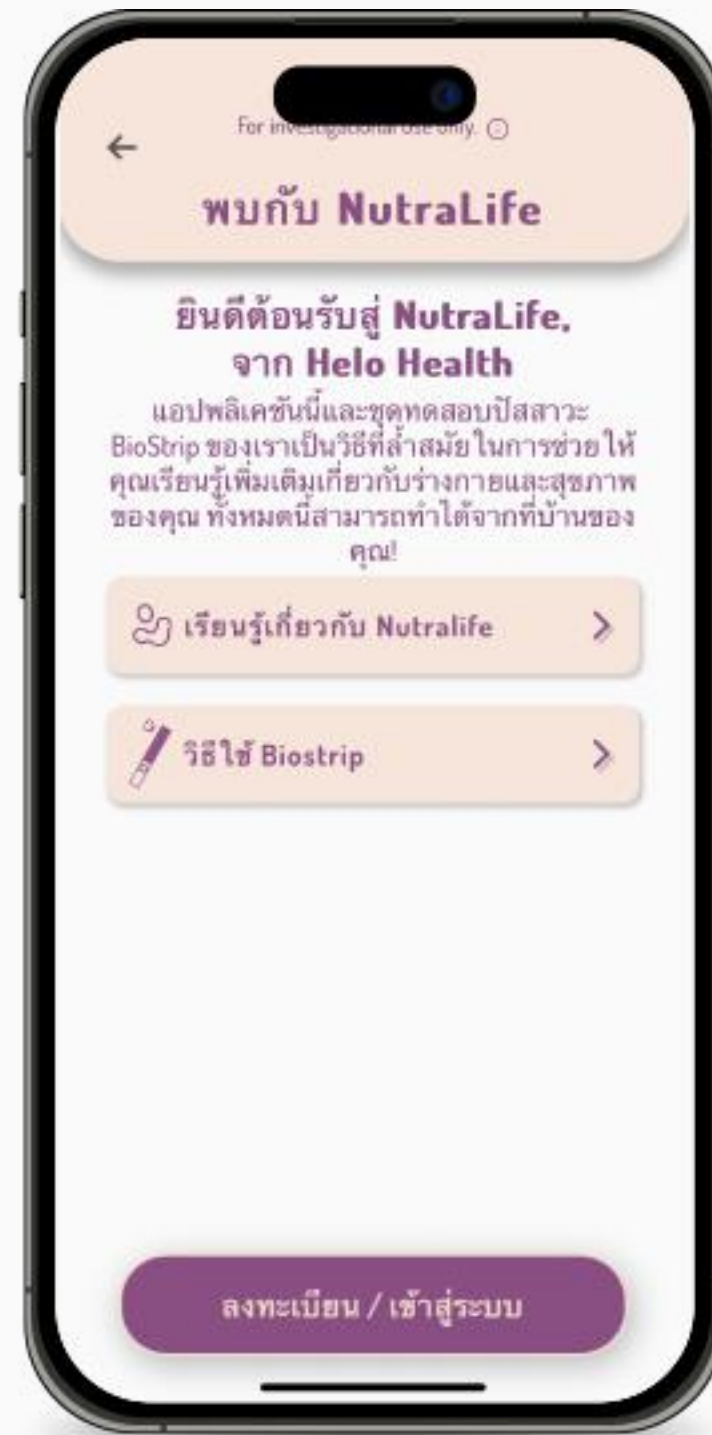 For investigational use only.
พบกับ NutraLife
ยินดีต้อนรับสู่ NutraLife.
จาก Helo Health
แอปพลิเคชันนี้และชุดทดสอบปัสสาวะ
BioStrip ของเราเป็นวิธีที่ล้ำสมัยในการช่วยให้
คุณเรียนรู้เพิ่มเติมเกี่ยวกับร่างกายและสุขภาพ
ของคุณ ทั้งหมดนี้สามารถทำได้จากที่บ้านของ
คุณ!
เรียนรู้เกี่ยวกับ Nutralife
วิธีใช้ Biostrip
ลงทะเบียน / เข้าสู่ระบบ